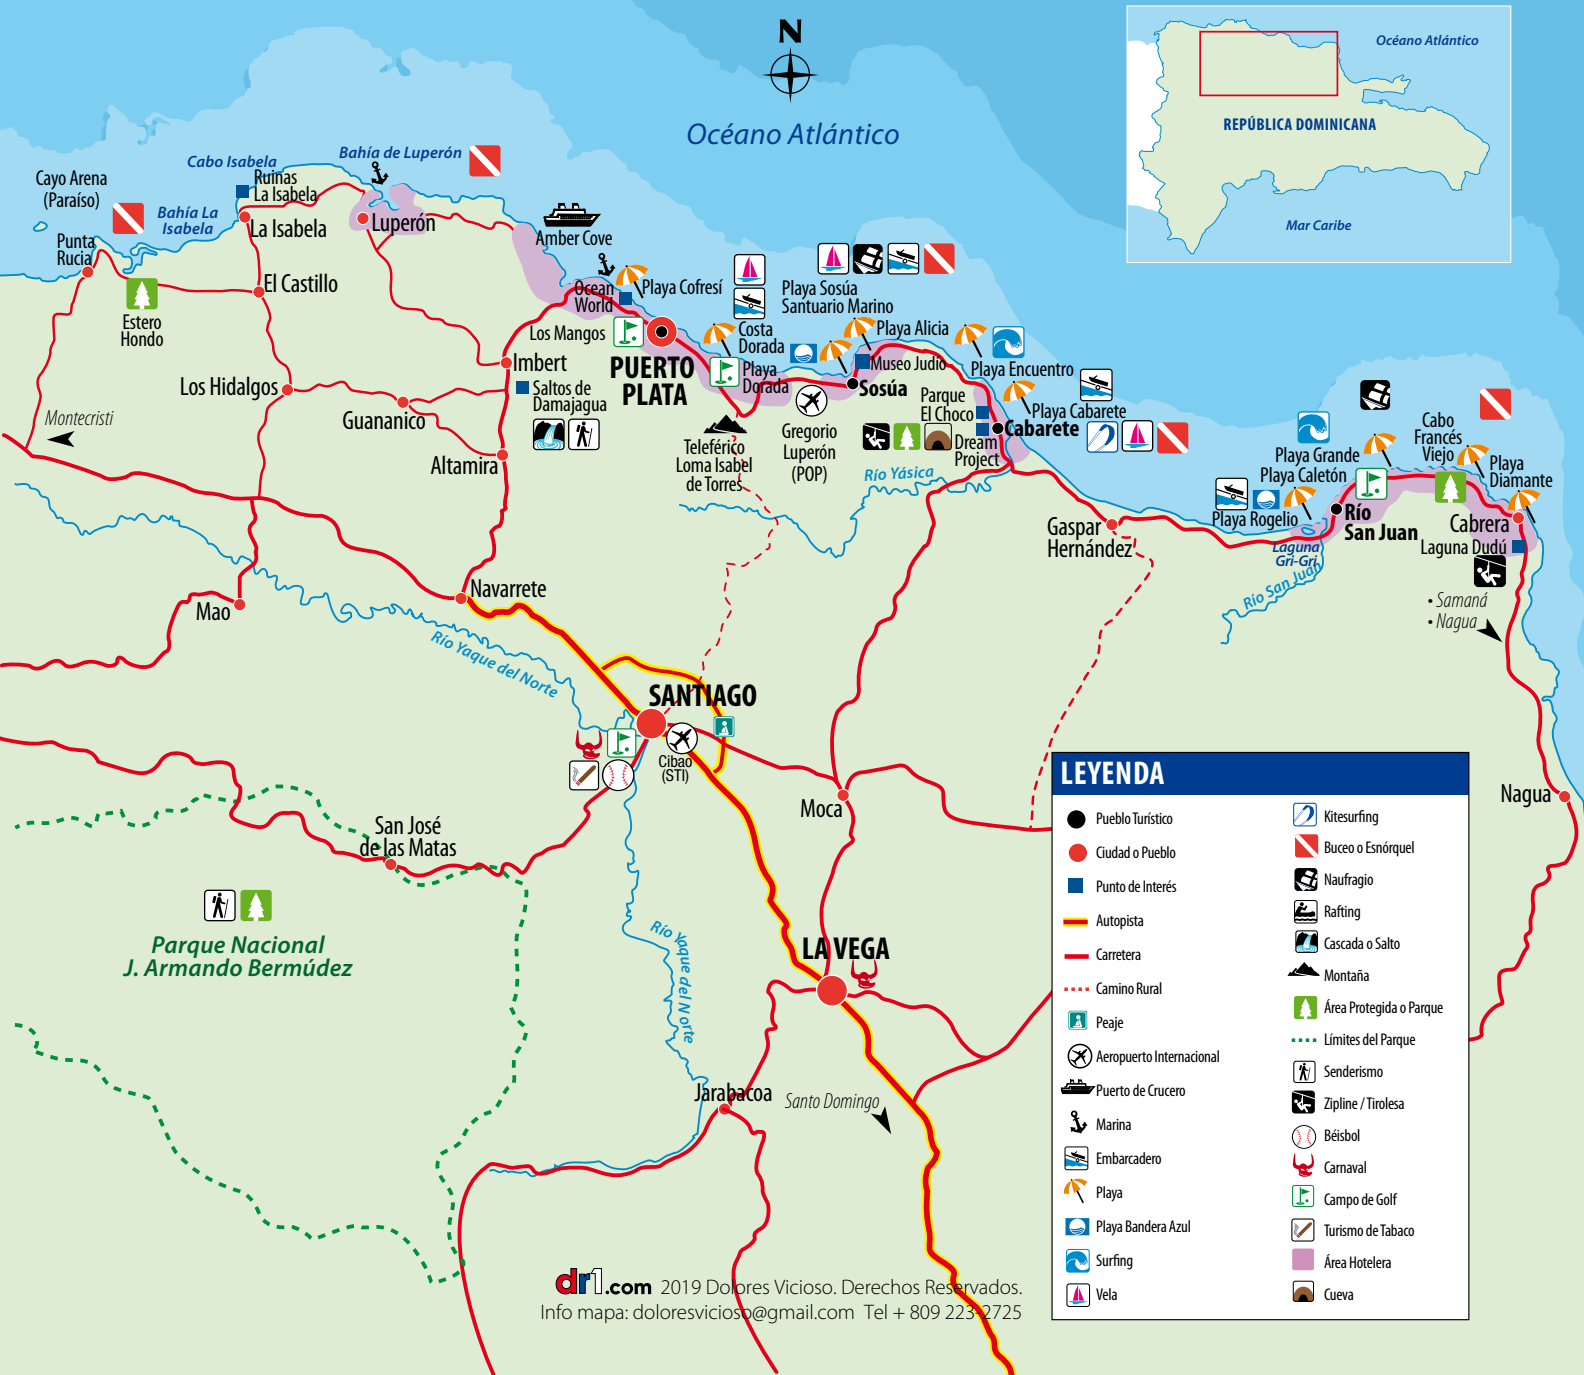 N
Océano Atlántico
Océano Atlántico
REPÚBLICA DOMINICANA
Mar Caribe
Cayo Arena
(Paraíso)
Punta
Rucia
Bahía La
Isabela
Cabo Isabela
Ruinas
La Isabela
La Isabela
Bahía de Luperón
Luperón
El Castillo
Estero
Hondo
Los Hidalgos
Guananico
Montecristi
Imbert
Saltos de
Damajagua
Altamira
Amber Cove
Ocean
World
Playa Cofresí
Los Mangos
PUERTO
PLATA
Costa
Dorada
Playa
Dorada
Teleférico
Loma Isabel
de Torres
Gregorio
Luperón
(POP)
Playa Sosúa
Santuario Marino
Playa Alicia
Museo Judio
Sosúa
Playa Encuentro
Parque
El Choco
Playa Cabarete
Cabarete
Dream
Project
Río Yásica
Gaspar
Hernández
Playa Grande
Playa Caletón
Playa Rogelio
Laguna
Gri-Gri
Río San Juan
Río
San Juan
Cabo
Francés
Viejo
Playa
Diamante
Cabrera
Laguna Dudú
• Samaná
• Nagua
Nagua
Mao
Navarrete
Río Yaque del Norte
SANTIAGO
Cibao
(STI)
Moca
San José
de las Matas
Parque Nacional
J. Armando Bermúdez
Río Yaque del Norte
LA VEGA
Jarabacoa
Santo Domingo
LEYENDA
Pueblo Turístico
Ciudad o Pueblo
Punto de Interés
Autopista
Carretera
Camino Rural
Peaje
Aeropuerto Internacional
Puerto de Crucero
Marina
Embarcadero
Playa
Playa Bandera Azul
Surfing
Vela
Kitesurfing
Buceo o Esnórquel
Naufragio
Rafting
Cascada o Salto
Montaña
Área Protegida o Parque
Límites del Parque
Senderismo
Zipline / Tirolesa
Béisbol
Carnaval
Campo de Golf
Turismo de Tabaco
Área Hotelera
Cueva
dr1.com 2019 Dolores Vicioso. Derechos Reservados.
Info mapa: doloresvicioso@gmail.com Tel + 809 223-2725